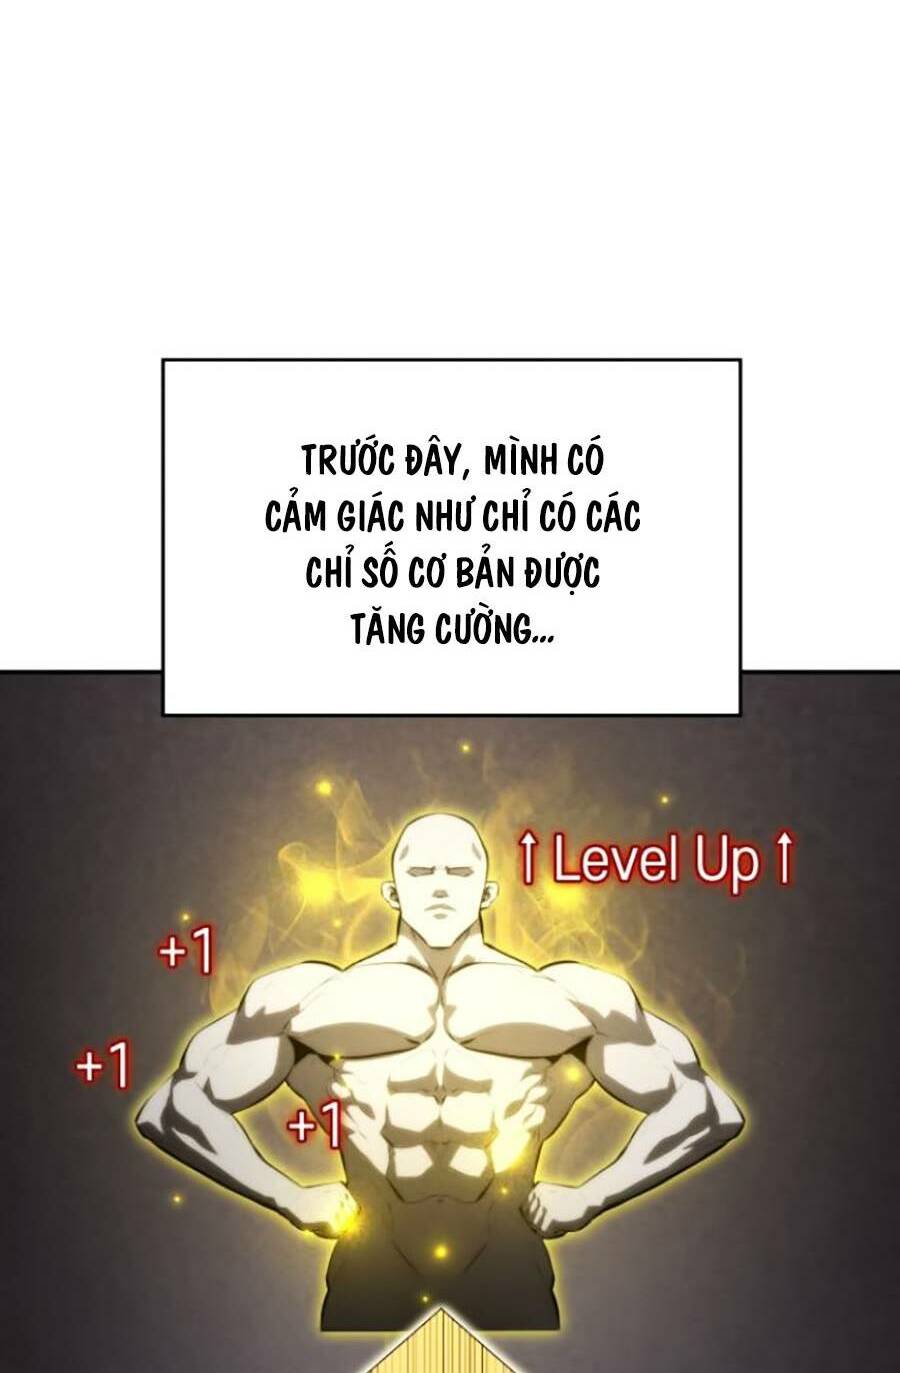 TRƯỚC ĐÂY, MÌNH CÓ
CẢM GIÁC NHƯ CHỈ CÓ CÁC
CHỈ SỐ CƠ BẢN ĐƯỢC
TĂNG CƯỜNG...
↑Level Up↑
+1
+1
+1